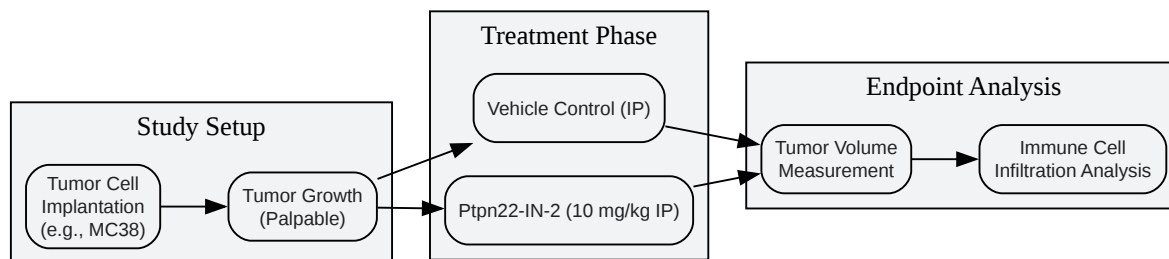 Study Setup
Tumor Cell
Implantation
(e.g., MC38)
Tumor Growth
(Palpable)
Treatment Phase
Vehicle Control (IP)
Ptpn22-IN-2 (10 mg/kg IP)
Endpoint Analysis
Tumor Volume
Measurement
Immune Cell
Infiltration Analysis